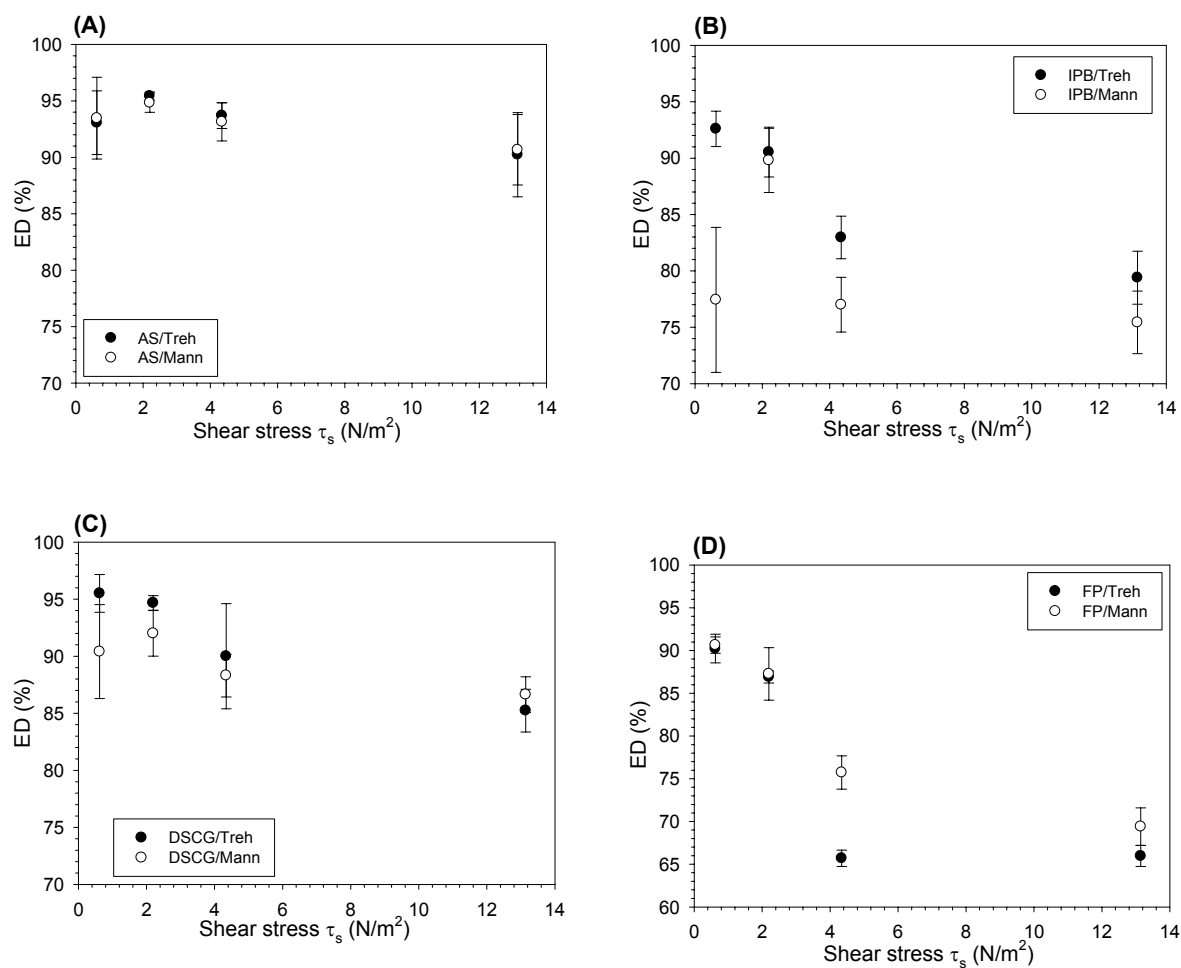 (A)
100
95
90
85
80
75
70
ED (%)
AS/Treh
AS/Mann
0 2 4 6 8 10 12 14
Shear stress τs (N/m²)
(B)
100
95
90
85
80
75
70
ED (%)
IPB/Treh
IPB/Mann
0 2 4 6 8 10 12 14
Shear stress τs (N/m²)
(C)
100
95
90
85
80
75
70
ED (%)
DSCG/Treh
DSCG/Mann
0 2 4 6 8 10 12 14
Shear stress τs (N/m²)
(D)
100
95
90
85
80
75
70
65
60
ED (%)
FP/Treh
FP/Mann
0 2 4 6 8 10 12 14
Shear stress τs (N/m²)